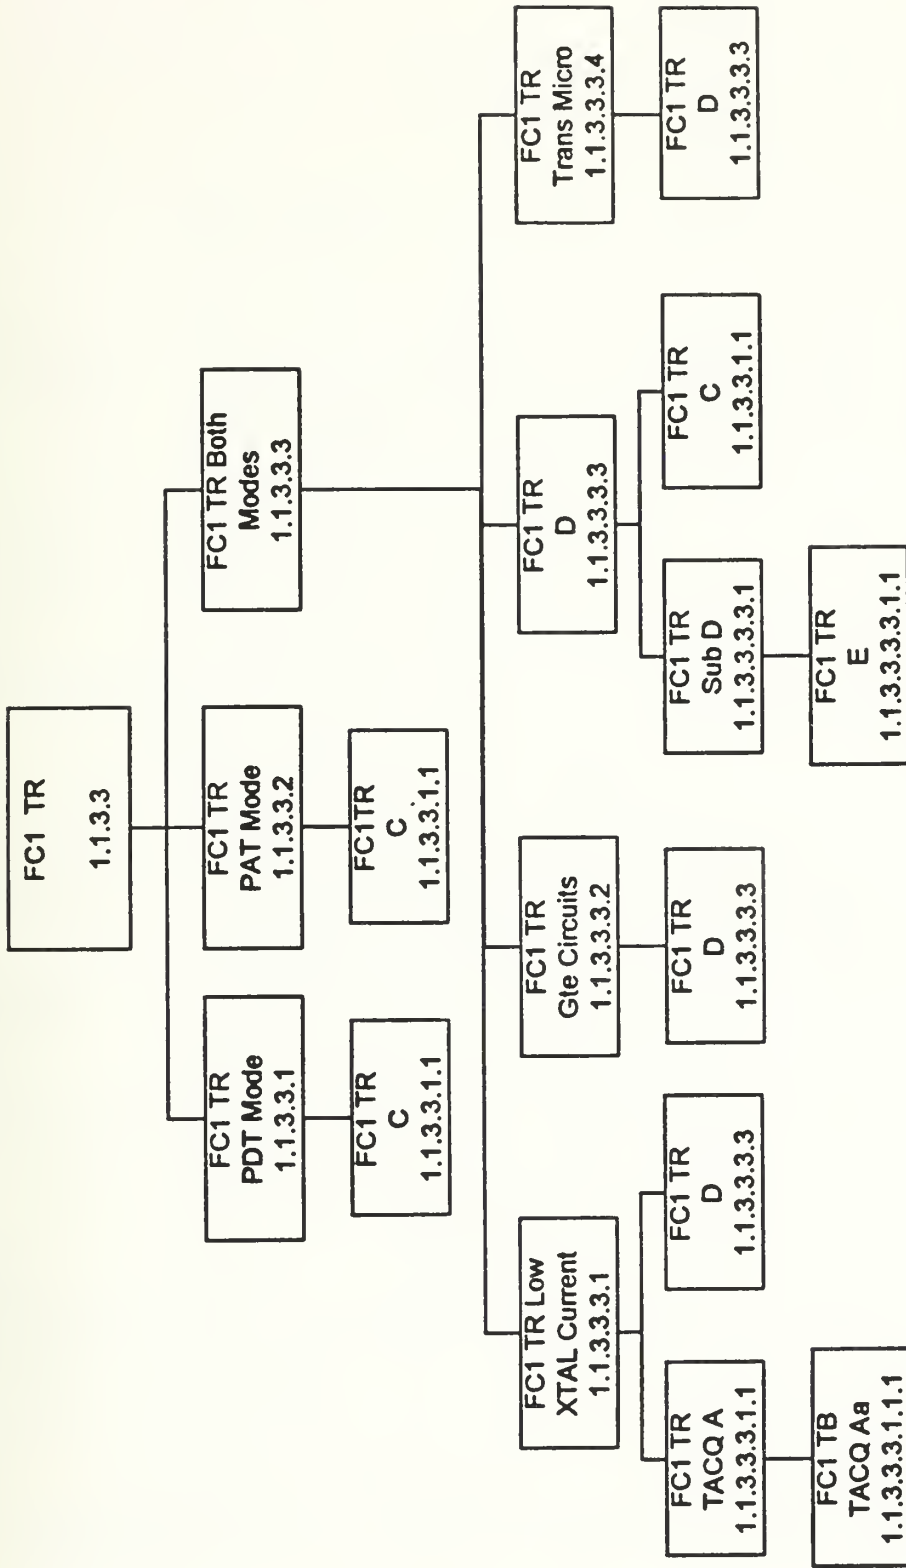 FC1 TR
1.1.3.3
FC1 TR
PDT Mode
1.1.3.3.1
FC1 TR
PAT Mode
1.1.3.3.2
FC1 TR Both
Modes
1.1.3.3.3
FC1 TR
C
1.1.3.3.1.1
FC1TR
C
1.1.3.3.1.1
FC1 TR Low
XTAL Current
1.1.3.3.3.1
FC1 TR
Gte Circuits
1.1.3.3.3.2
FC1 TR
D
1.1.3.3.3.3
FC1 TR
Trans Micro
1.1.3.3.3.4
FC1 TR
TACQ A
1.1.3.3.3.1.1
FC1 TR
D
1.1.3.3.3.3
FC1 TR
D
1.1.3.3.3.3
FC1 TR
Sub D
1.1.3.3.3.3.1
FC1 TR
C
1.1.3.3.1.1
FC1 TR
D
1.1.3.3.3.3
FC1 TB
TACQ Aa
1.1.3.3.3.1.1.1
FC1 TR
E
1.1.3.3.3.3.1.1